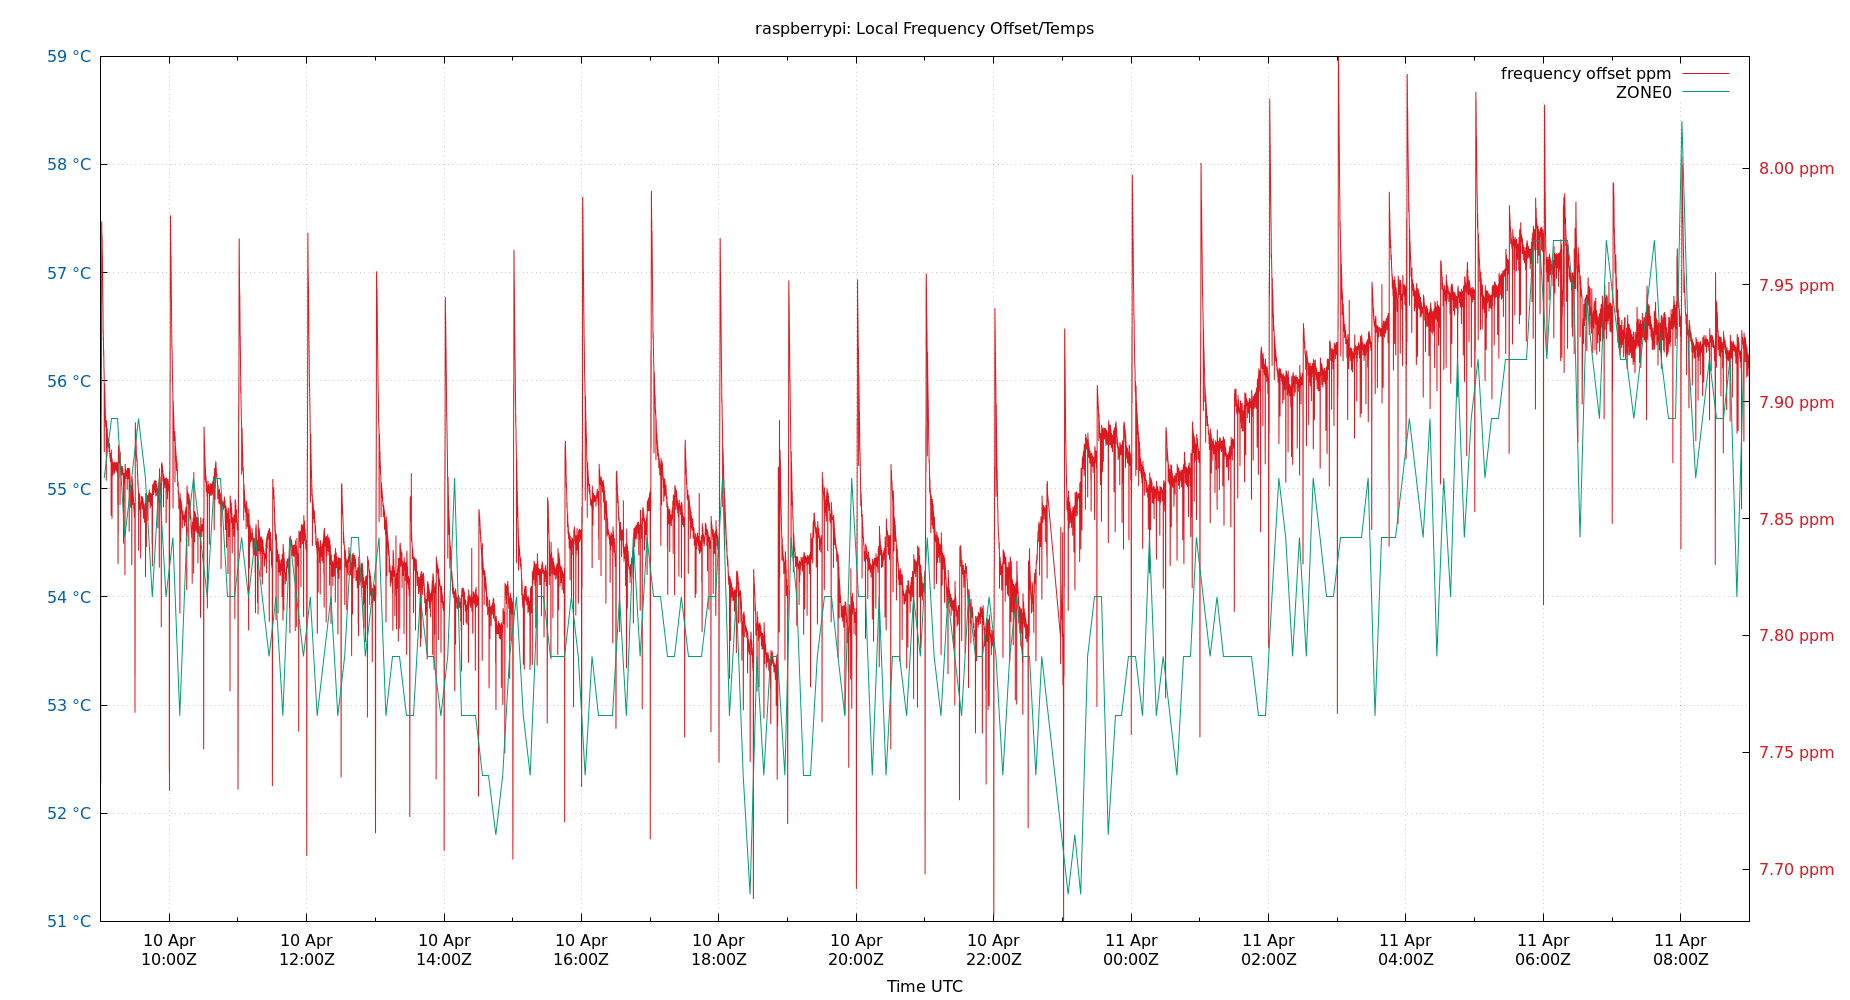 raspberrypi: Local Frequency Offset/Temps
frequency offset ppm
ZONE0
59 °C
58 °C
57 °C
56 °C
55 °C
54 °C
53 °C
52 °C
51 °C
8.00 ppm
7.95 ppm
7.90 ppm
7.85 ppm
7.80 ppm
7.75 ppm
7.70 ppm
10 Apr
10:00Z
10 Apr
12:00Z
10 Apr
14:00Z
10 Apr
16:00Z
10 Apr
18:00Z
10 Apr
20:00Z
10 Apr
22:00Z
11 Apr
00:00Z
11 Apr
02:00Z
11 Apr
04:00Z
11 Apr
06:00Z
11 Apr
08:00Z
Time UTC